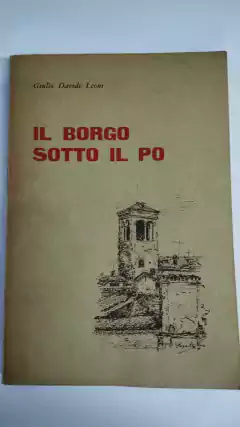 Giulio Davide Leoni
IL BORGO
SOTTO IL PO